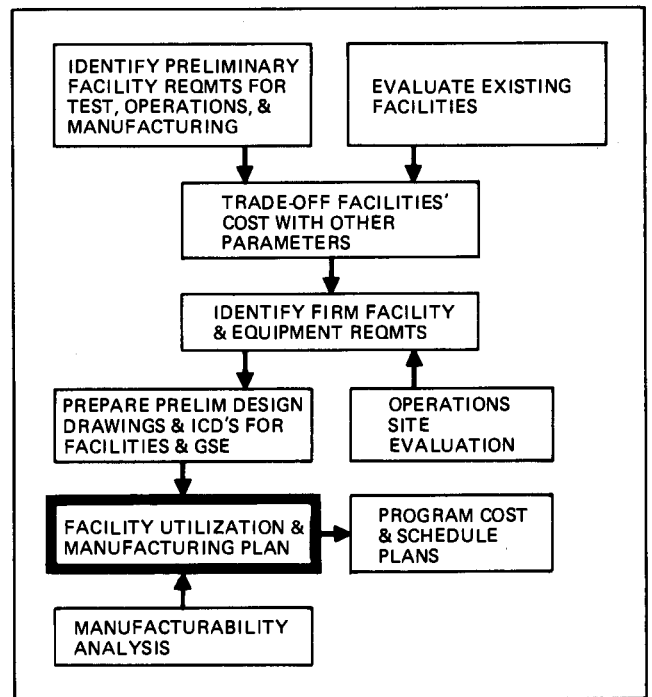 IDENTIFY PRELIMINARY
FACILITY REQMTS FOR
TEST, OPERATIONS, &
MANUFACTURING
EVALUATE EXISTING
FACILITIES
TRADE-OFF FACILITIES'
COST WITH OTHER
PARAMETERS
IDENTIFY FIRM FACILITY
& EQUIPMENT REQMTS
PREPARE PRELIM DESIGN
DRAWINGS & ICD'S FOR
FACILITIES & GSE
OPERATIONS
SITE
EVALUATION
FACILITY UTILIZATION &
MANUFACTURING PLAN
PROGRAM COST
& SCHEDULE
PLANS
MANUFACTURABILITY
ANALYSIS